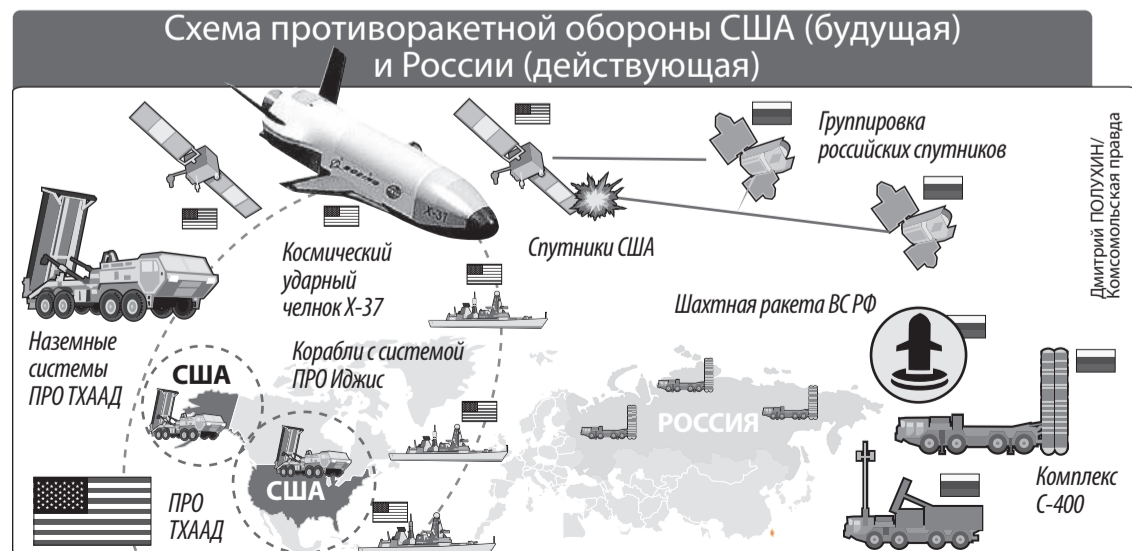 Схема противоракетной обороны США (будущая)
и России (действующая)
Группировка
российских спутников
Дмитрий ПОЛУХИН/
Комсомольская правда
BOEING
X-37
Спутники США
Космический
ударный
челнок Х-37
Шахтная ракета ВС РФ
Наземные
системы
ПРО ТХААД
Корабли с системой
ПРО Иджис
США
РОССИЯ
США
ПРО
ТХААД
Комплекс
С-400